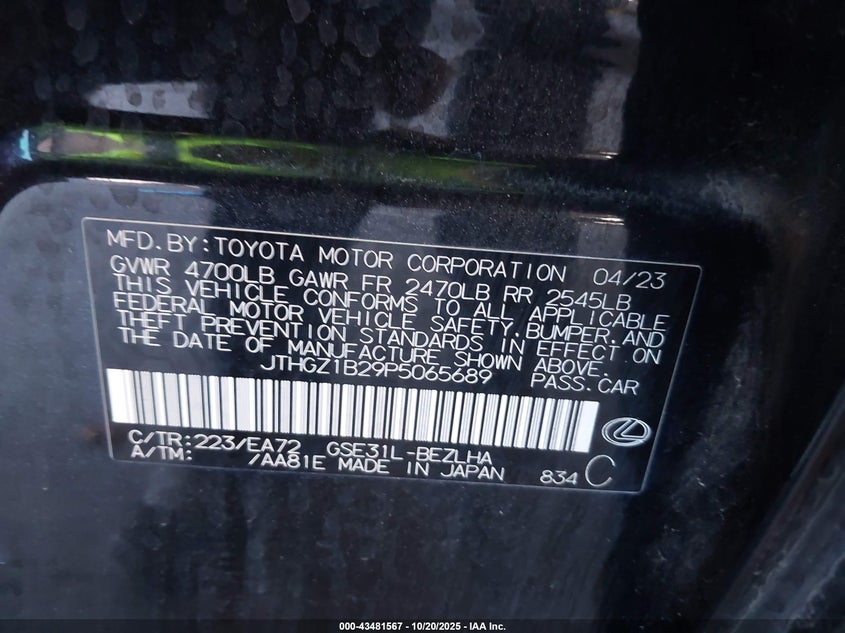 MFD.BY:TOYOTA MOTOR CORPORATION 04/23
GVWR 4700LB GAWR FR 2470LB RR 2545LB
THIS VEHICLE CONFORMS TO ALL APPLICABLE
FEDERAL MOTOR VEHICLE SAFETY,BUMPER,AND
THEFT PREVENTION STANDARDS IN EFFECT ON
THE DATE OF MANUFACTURE SHOWN ABOVE.
JTHGZ1B29P5065689 PASS.CAR
C/TR:223/EA72 GSE31L-BEZLHA
A/TM: /AA81E MADE IN JAPAN 834 C
000-43481567 - 10/20/2025 - IAA Inc.